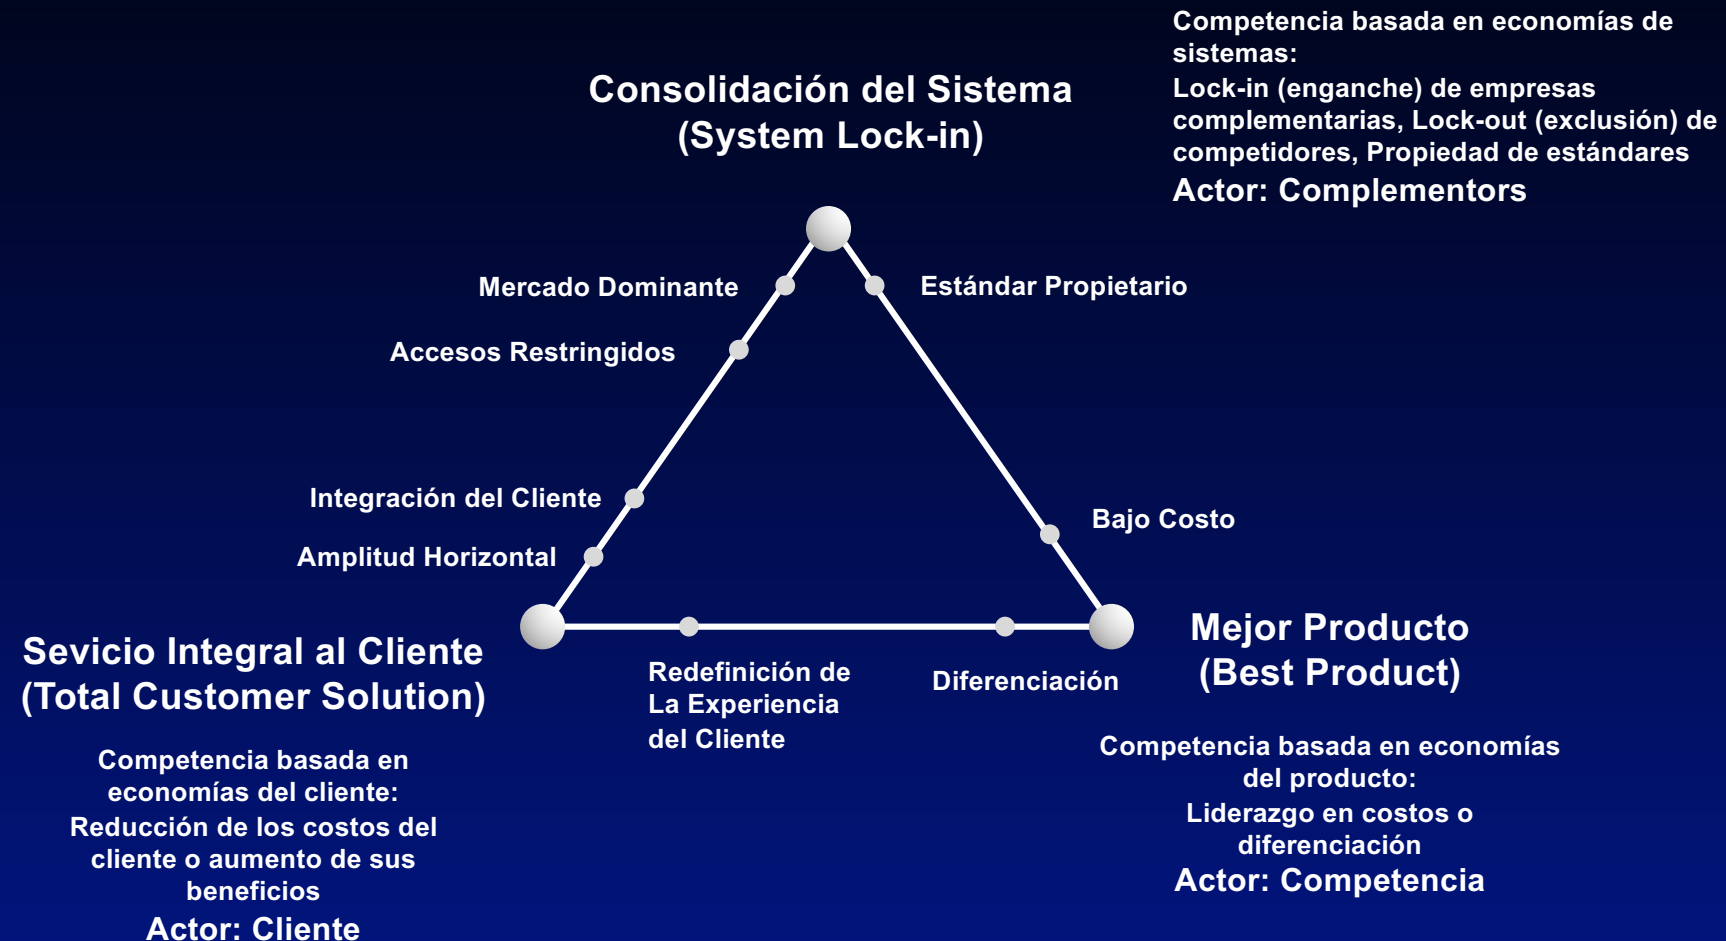 Competencia basada en economías de
sistemas:
Lock-in (enganche) de empresas
complementarias, Lock-out (exclusión) de
competidores, Propiedad de estándares
Actor: Complementors
Consolidación del Sistema
(System Lock-in)
Mercado Dominante
Estándar Propietario
Accesos Restringidos
Integración del Cliente
Bajo Costo
Amplitud Horizontal
Sevicio Integral al Cliente
(Total Customer Solution)
Redefinición de
La Experiencia
del Cliente
Diferenciación
Mejor Producto
(Best Product)
Competencia basada en
economías del cliente:
Reducción de los costos del
cliente o aumento de sus
beneficios
Actor: Cliente
Competencia basada en economías
del producto:
Liderazgo en costos o
diferenciación
Actor: Competencia